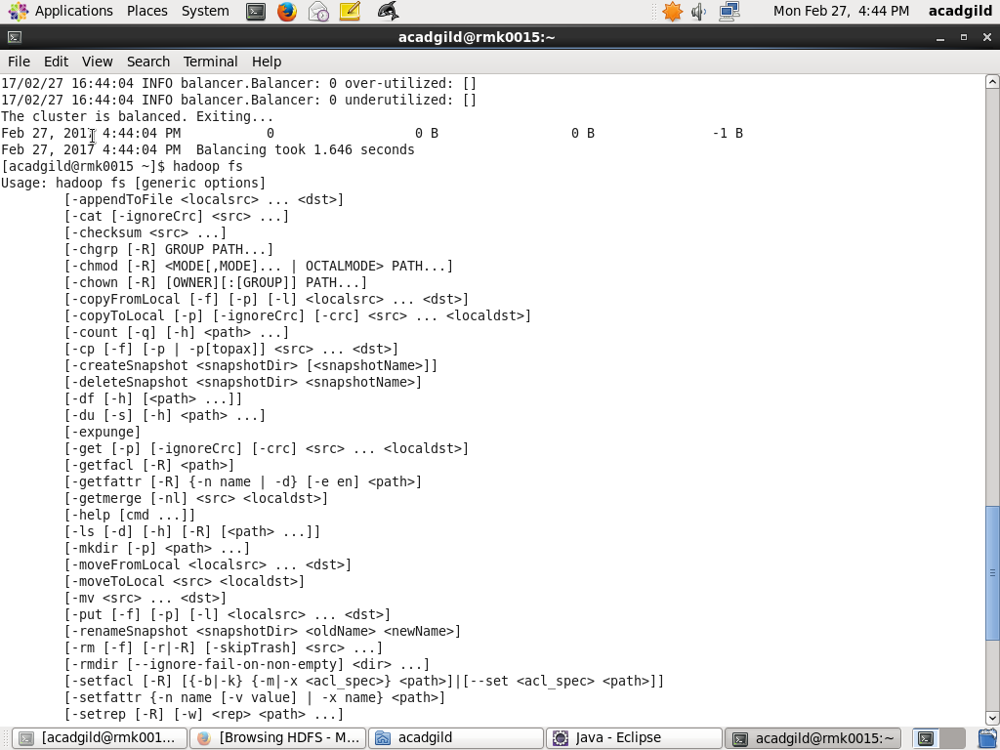 Applications Places System Mon Feb 27, 4:44 PM acadgild
acadgild@rmk0015:~
File Edit View Search Terminal Help
17/02/27 16:44:04 INFO balancer.Balancer: 0 over-utilized: []
17/02/27 16:44:04 INFO balancer.Balancer: 0 underutilized: []
The cluster is balanced. Exiting...
Feb 27, 2017 4:44:04 PM 0 0 B 0 B -1 B
Feb 27, 2017 4:44:04 PM Balancing took 1.646 seconds
[acadgild@rmk0015 ~]$ hadoop fs
Usage: hadoop fs [generic options]
[-appendToFile <localsrc> ... <dst>]
[-cat [-ignoreCrc] <src> ...]
[-checksum <src> ...]
[-chgrp [-R] GROUP PATH...]
[-chmod [-R] <MODE[,MODE]... | OCTALMODE> PATH...]
[-chown [-R] [OWNER][:[GROUP]] PATH...]
[-copyFromLocal [-f] [-p] [-l] <localsrc> ... <dst>]
[-copyToLocal [-p] [-ignoreCrc] [-crc] <src> ... <localdst>]
[-count [-q] [-h] <path> ...]
[-cp [-f] [-p | -p[topax]] <src> ... <dst>]
[-createSnapshot <snapshotDir> [<snapshotName>]]
[-deleteSnapshot <snapshotDir> <snapshotName>]
[-df [-h] [<path> ...]]
[-du [-s] [-h] <path> ...]
[-expunge]
[-get [-p] [-ignoreCrc] [-crc] <src> ... <localdst>]
[-getfacl [-R] <path>]
[-getfattr [-R] {-n name | -d} [-e en] <path>]
[-getmerge [-nl] <src> <localdst>]
[-help [cmd ...]]
[-ls [-d] [-h] [-R] [<path> ...]]
[-mkdir [-p] <path> ...]
[-moveFromLocal <localsrc> ... <dst>]
[-moveToLocal <src> <localdst>]
[-mv <src> ... <dst>]
[-put [-f] [-p] [-l] <localsrc> ... <dst>]
[-renameSnapshot <snapshotDir> <oldName> <newName>]
[-rm [-f] [-r|-R] [-skipTrash] <src> ...]
[-rmdir [--ignore-fail-on-non-empty] <dir> ...]
[-setfacl [-R] [{-b|-k} {-m|-x <acl_spec>} <path>]|[--set <acl_spec> <path>]]
[-setfattr {-n name [-v value] | -x name} <path>]
[-setrep [-R] [-w] <rep> <path> ...]
[acadgild@rmk001... [Browsing HDFS - M... acadgild Java - Eclipse acadgild@rmk0015:~